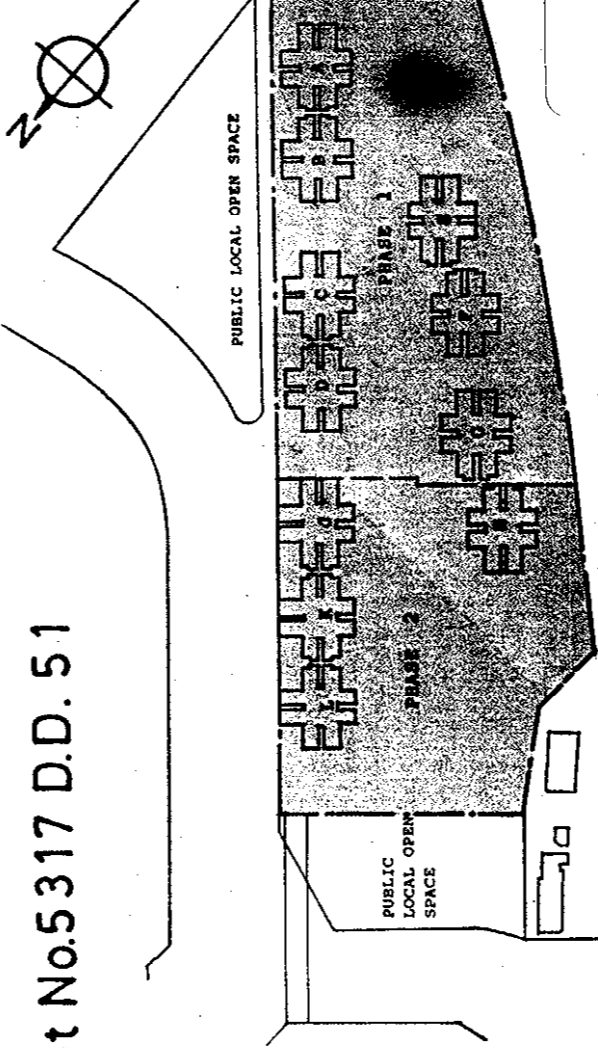 t No.5317 D.D. 51
N
PUBLIC LOCAL OPEN SPACE
A
B
C
D
PHASE 1
F
G
K
L
PHASE 2
PUBLIC
LOCAL OPEN
SPACE